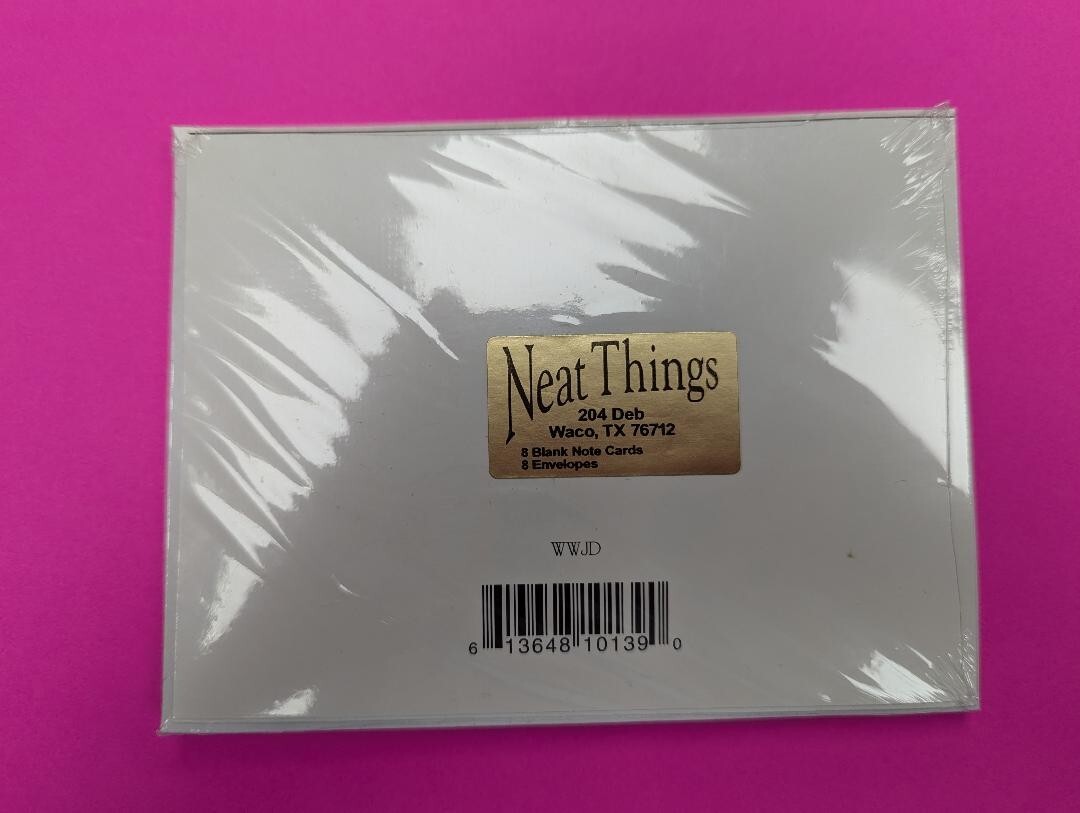 Neat Things
204 Deb
Waco, TX 76712
8 Blank Note Cards
8 Envelopes
WWJD
6 13648 10139 0